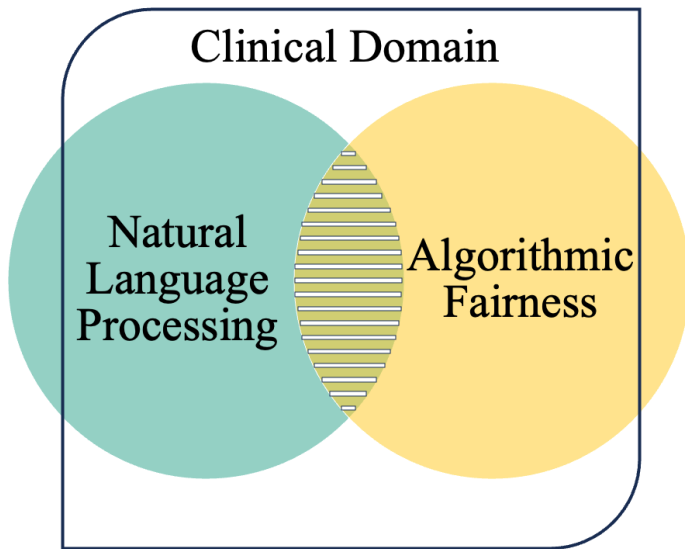 Clinical Domain
Natural
Language
Processing
Algorithmic
Fairness